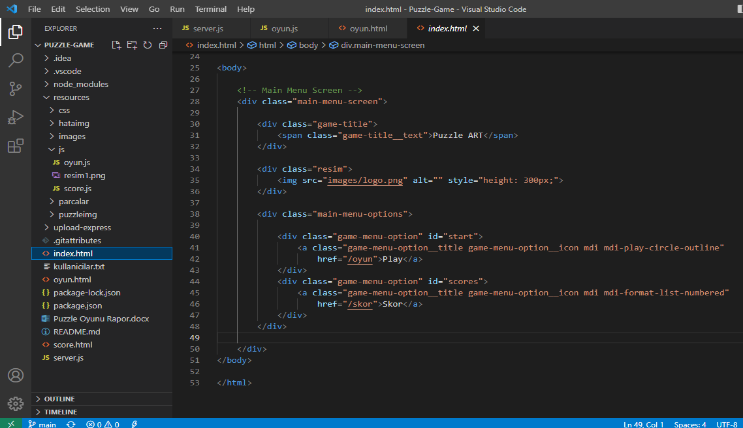 File Edit Selection View Go Run Terminal Help index.html - Puzzle-Game - Visual Studio Code
EXPLORER ...
PUZZLE-GAME
.idea
.vscode
node_modules
resources
css
hataimg
images
js
JS oyun.js
resim1.png
JS score.js
parcalar
puzzleimg
upload-express
.gitattributes
<> index.html
kullanicilar.txt
<> oyun.html
{} package-lock.json
{} package.json
Puzzle Oyunu Rapor.docx
README.md
<> score.html
JS server.js
OUTLINE
TIMELINE
JS server.js JS oyun.js <> oyun.html <> index.html
<> index.html > html > body > div.main-menu-screen
24
25 <body>
26
27 <!-- Main Menu Screen -->
28 <div class="main-menu-screen">
29
30 <div class="game-title">
31 <span class="game-title__text">Puzzle ART</span>
32 </div>
33
34 <div class="resim">
35 <img src="images/logo.png" alt="" style="height: 300px;">
36 </div>
37
38 <div class="main-menu-options">
39
40 <div class="game-menu-option" id="start">
41 <a class="game-menu-option__title game-menu-option__icon mdi mdi-play-circle-outline"
42 href="/oyun">Play</a>
43 </div>
44 <div class="game-menu-option" id="scores">
45 <a class="game-menu-option__title game-menu-option__icon mdi mdi-format-list-numbered"
46 href="/skor">Skor</a>
47 </div>
48 </div>
49
50 </div>
51 </body>
52
53 </html>
main 0 0 Ln 49, Col 1 Spaces: 4 UTF-8